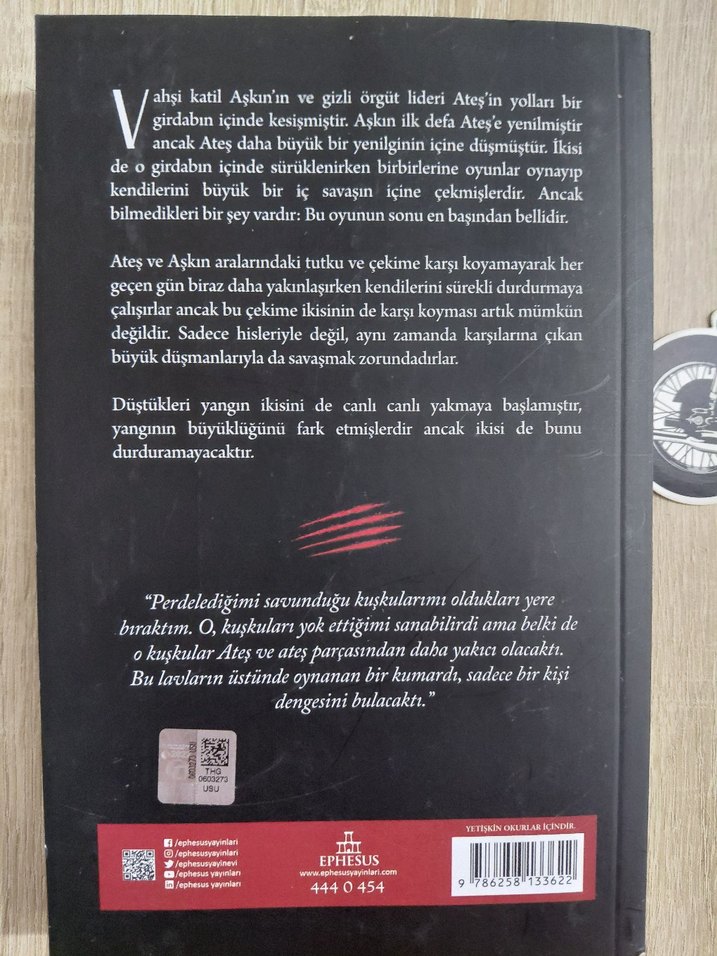 Vahşi katil Aşkın’ın ve gizli örgüt lideri Ateş’in yolları bir
girdabın içinde kesişmiştir. Aşkın ilk defa Ateş’e yenilmiştir
ancak Ateş daha büyük bir yenilginin içine düşmüştür. İkisi
de o girdabın içinde sürüklenirken birbirlerine oyunlar oynayıp
kendilerini büyük bir iç savaşın içine çekmişlerdir. Ancak
bilmedikleri bir şey vardır: Bu oyunun sonu en başından bellidir.
Ateş ve Aşkın aralarındaki tutku ve çekime karşı koyamayarak her
geçen gün biraz daha yakınlaşırken kendilerini sürekli durdurmaya
çalışırlar ancak bu çekime ikisinin de karşı koyması artık mümkün
değildir. Sadece hisleriyle değil, aynı zamanda karşılarına çıkan
büyük düşmanlarıyla da savaşmak zorundadırlar.
Düştükleri yangın ikisini de canlı canlı yakmaya başlamıştır,
yangının büyüklüğünü fark etmişlerdir ancak ikisi de bunu
durduramayacaktır.
“Perdelediğimi savunduğu kuşkularımı oldukları yere
bıraktım. O, kuşkuları yok ettiğimi sanabilirdi ama belki de
o kuşkular Ateş ve ateş parçasından daha yakıcı olacaktı.
Bu lavların üstünde oynanan bir kumardı, sadece bir kişi
dengesini bulacaktı.”
THG
0603273
USU
YETİŞKİN OKURLAR İÇİNDİR.
/ephesusyayinlari
/ephesusyayinlari
/ephesusyayinevi
/ephesus yayınları
/ephesus yayınları
EPHESUS
www.ephesusyayinlari.com
444 0 454
9 786258 133622